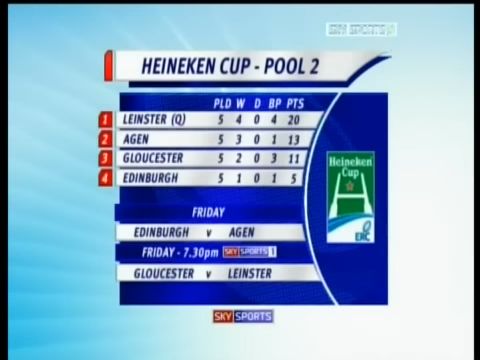 SKY SPORTS
HEINEKEN CUP - POOL 2
PLD W D BP PTS
1 LEINSTER (Q) 5 4 0 4 20
2 AGEN 5 3 0 1 13
3 GLOUCESTER 5 2 0 3 11
4 EDINBURGH 5 1 0 1 5
Heineken
Cup
ERC
FRIDAY
EDINBURGH v AGEN
FRIDAY - 7.30pm SKY SPORTS 1
GLOUCESTER v LEINSTER
SKY SPORTS